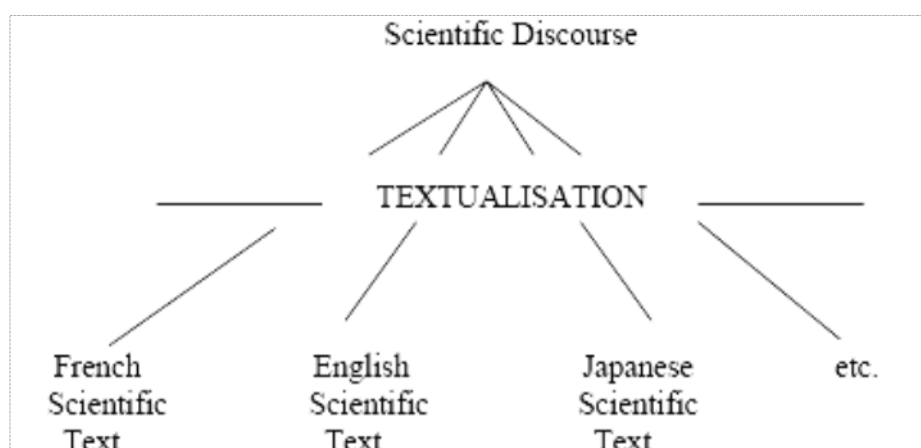 Scientific Discourse
TEXTUALISATION
French English Japanese etc.
Scientific Scientific Scientific
Text Text Text